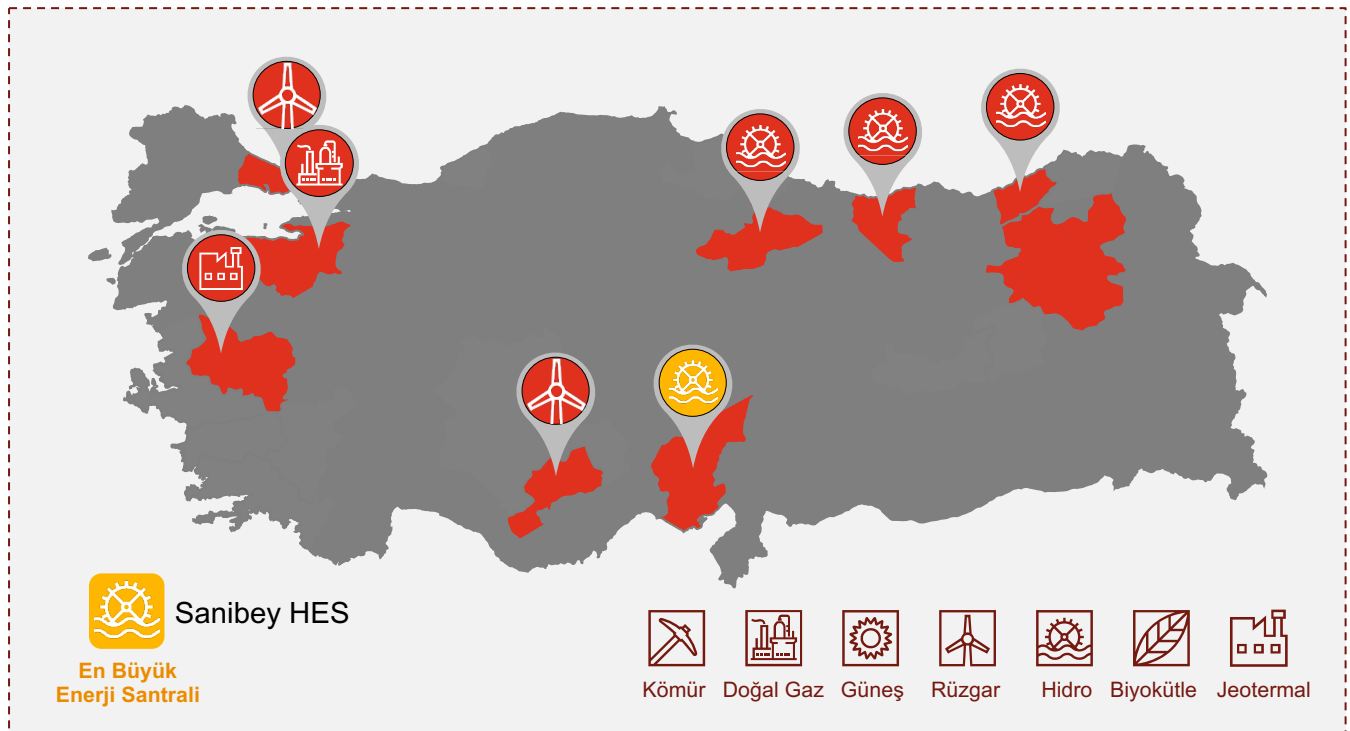 Sanibey HES
En Büyük
Enerji Santrali
Kömür
Doğal Gaz
Güneş
Rüzgar
Hidro
Biyokütle
Jeotermal